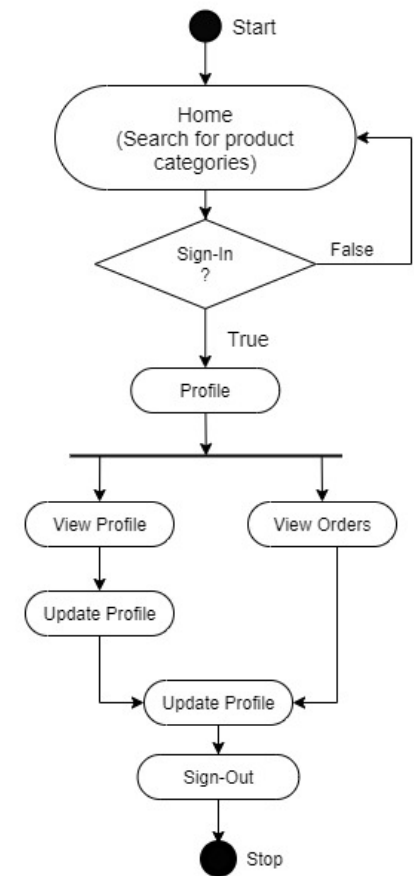 Start
Home
(Search for product
categories)
Sign-In
?
False
True
Profile
View Profile
View Orders
Update Profile
Update Profile
Sign-Out
Stop